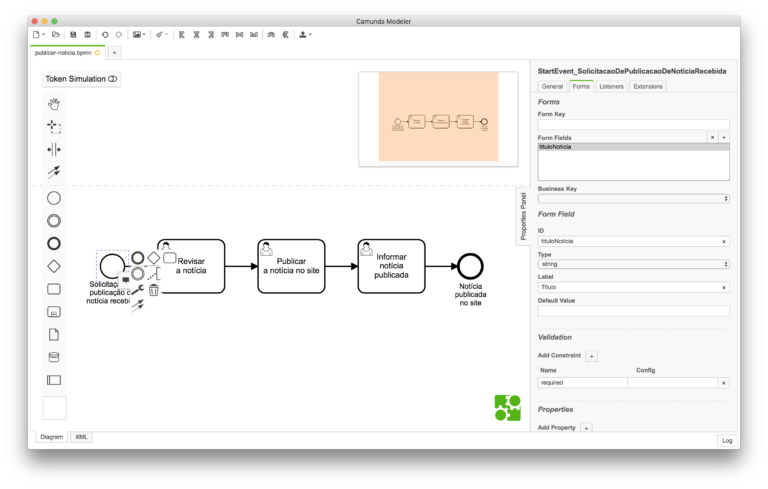 Camunda Modeler
publicar-noticia.bpmn
+
Token Simulation
StartEvent_SolicitacaoDePublicacaoDeNoticiaRecebida
General
Forms
Listeners
Extensions
Forms
Form Key
Form Fields
× +
tituloNoticia
Business Key
Properties Panel
Form Field
ID
tituloNoticia ×
Type
string
Label
Título
Default Value
Validation
Add Constraint +
Name Config
required ×
Properties
Add Property +
Revisar
a notícia
Publicar
a notícia no site
Informar
notícia
publicada
publicação
notícia
Notícia
publicada
no site
Diagram
XML
Log